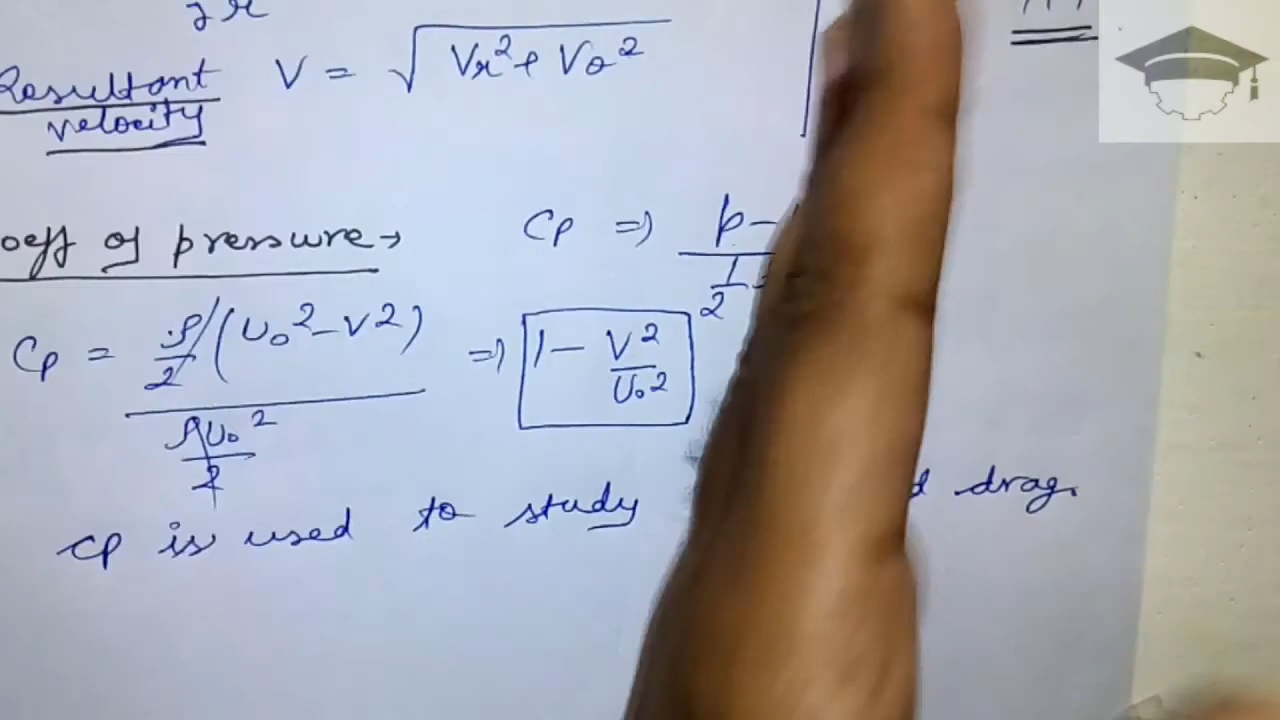 Resultant V = √(Vr² + Vθ²)
velocity
oeff of pressure → Cp ⇒ p - / 1/2
Cp = ρ/2 (U₀² - V²) / ρU₀²/2 ⇒ 1 - V²/U₀²
Cp is used to study drag.